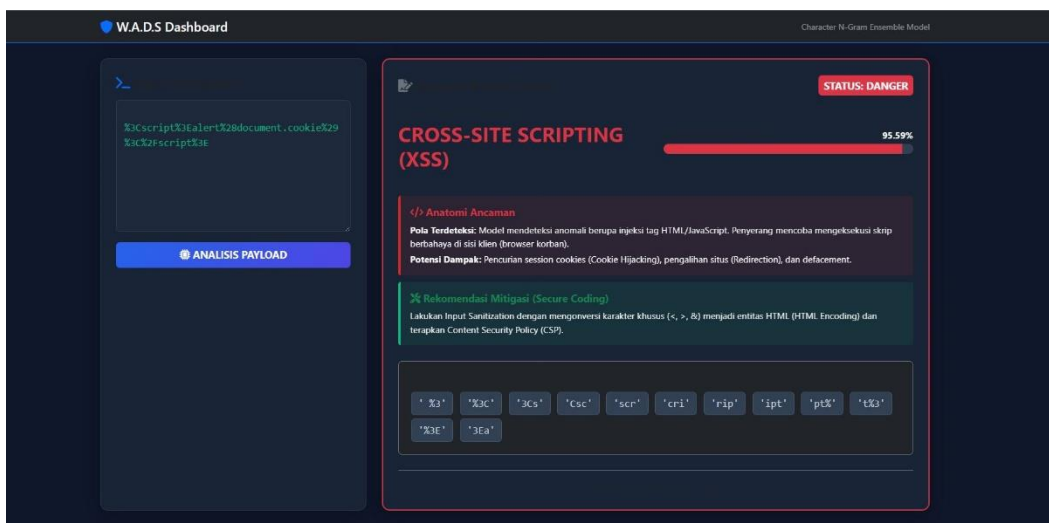 W.A.D.S Dashboard
Character N-Gram Ensemble Model
%3Cscript%3Ealert%28document.cookie%29
%3C%2Fscript%3E
ANALISIS PAYLOAD
STATUS: DANGER
CROSS-SITE SCRIPTING
(XSS)
95.59%
</> Anatomi Ancaman
Pola Terdeteksi: Model mendeteksi anomali berupa injeksi tag HTML/JavaScript. Penyerang mencoba mengeksekusi skrip
berbahaya di sisi klien (browser korban).
Potensi Dampak: Pencurian session cookies (Cookie Hijacking), pengalihan situs (Redirection), dan defacement.
Rekomendasi Mitigasi (Secure Coding)
Lakukan Input Sanitization dengan mengonversi karakter khusus (<, >, &) menjadi entitas HTML (HTML Encoding) dan
terapkan Content Security Policy (CSP).
' %3' '%3C' '3Cs' 'Csc' 'scr' 'cri' 'rip' 'ipt' 'pt%' 't%3'
'%3E' '3Ea'